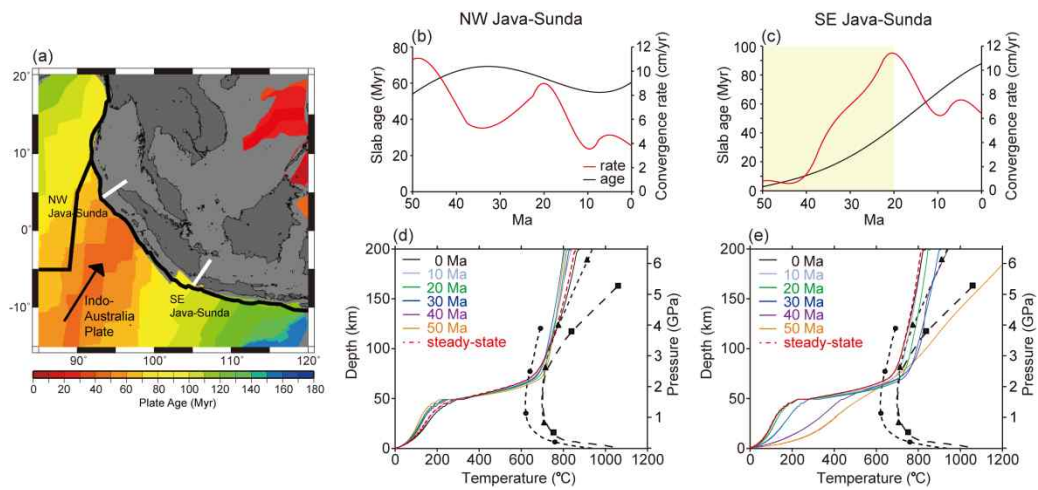 NW Java-Sunda
SE Java-Sunda
(a)
20°
10°
0°
-10°
NW
Java-Sunda
Indo-
Australia
Plate
SE
Java-Sunda
90° 100° 110° 120°
0 20 40 60 80 100 120 140 160 180
Plate Age (Myr)
(b)
80
60
40
20
0
Slab age (Myr)
12
10
8
6
4
2
0
Convergence rate (cm/yr)
rate
age
50 40 30 20 10 0
Ma
(c)
100
80
60
40
20
0
Slab age (Myr)
12
10
8
6
4
2
0
Convergence rate (cm/yr)
50 40 30 20 10 0
Ma
(d)
200
150
100
50
0
Depth (km)
0 Ma
10 Ma
20 Ma
30 Ma
40 Ma
50 Ma
steady-state
6
5
4
3
2
1
Pressure (GPa)
0 200 400 600 800 1000 1200
Temperature (ºC)
(e)
200
150
100
50
0
Depth (km)
0 Ma
10 Ma
20 Ma
30 Ma
40 Ma
50 Ma
steady-state
6
5
4
3
2
1
Pressure (GPa)
0 200 400 600 800 1000 1200
Temperature (ºC)